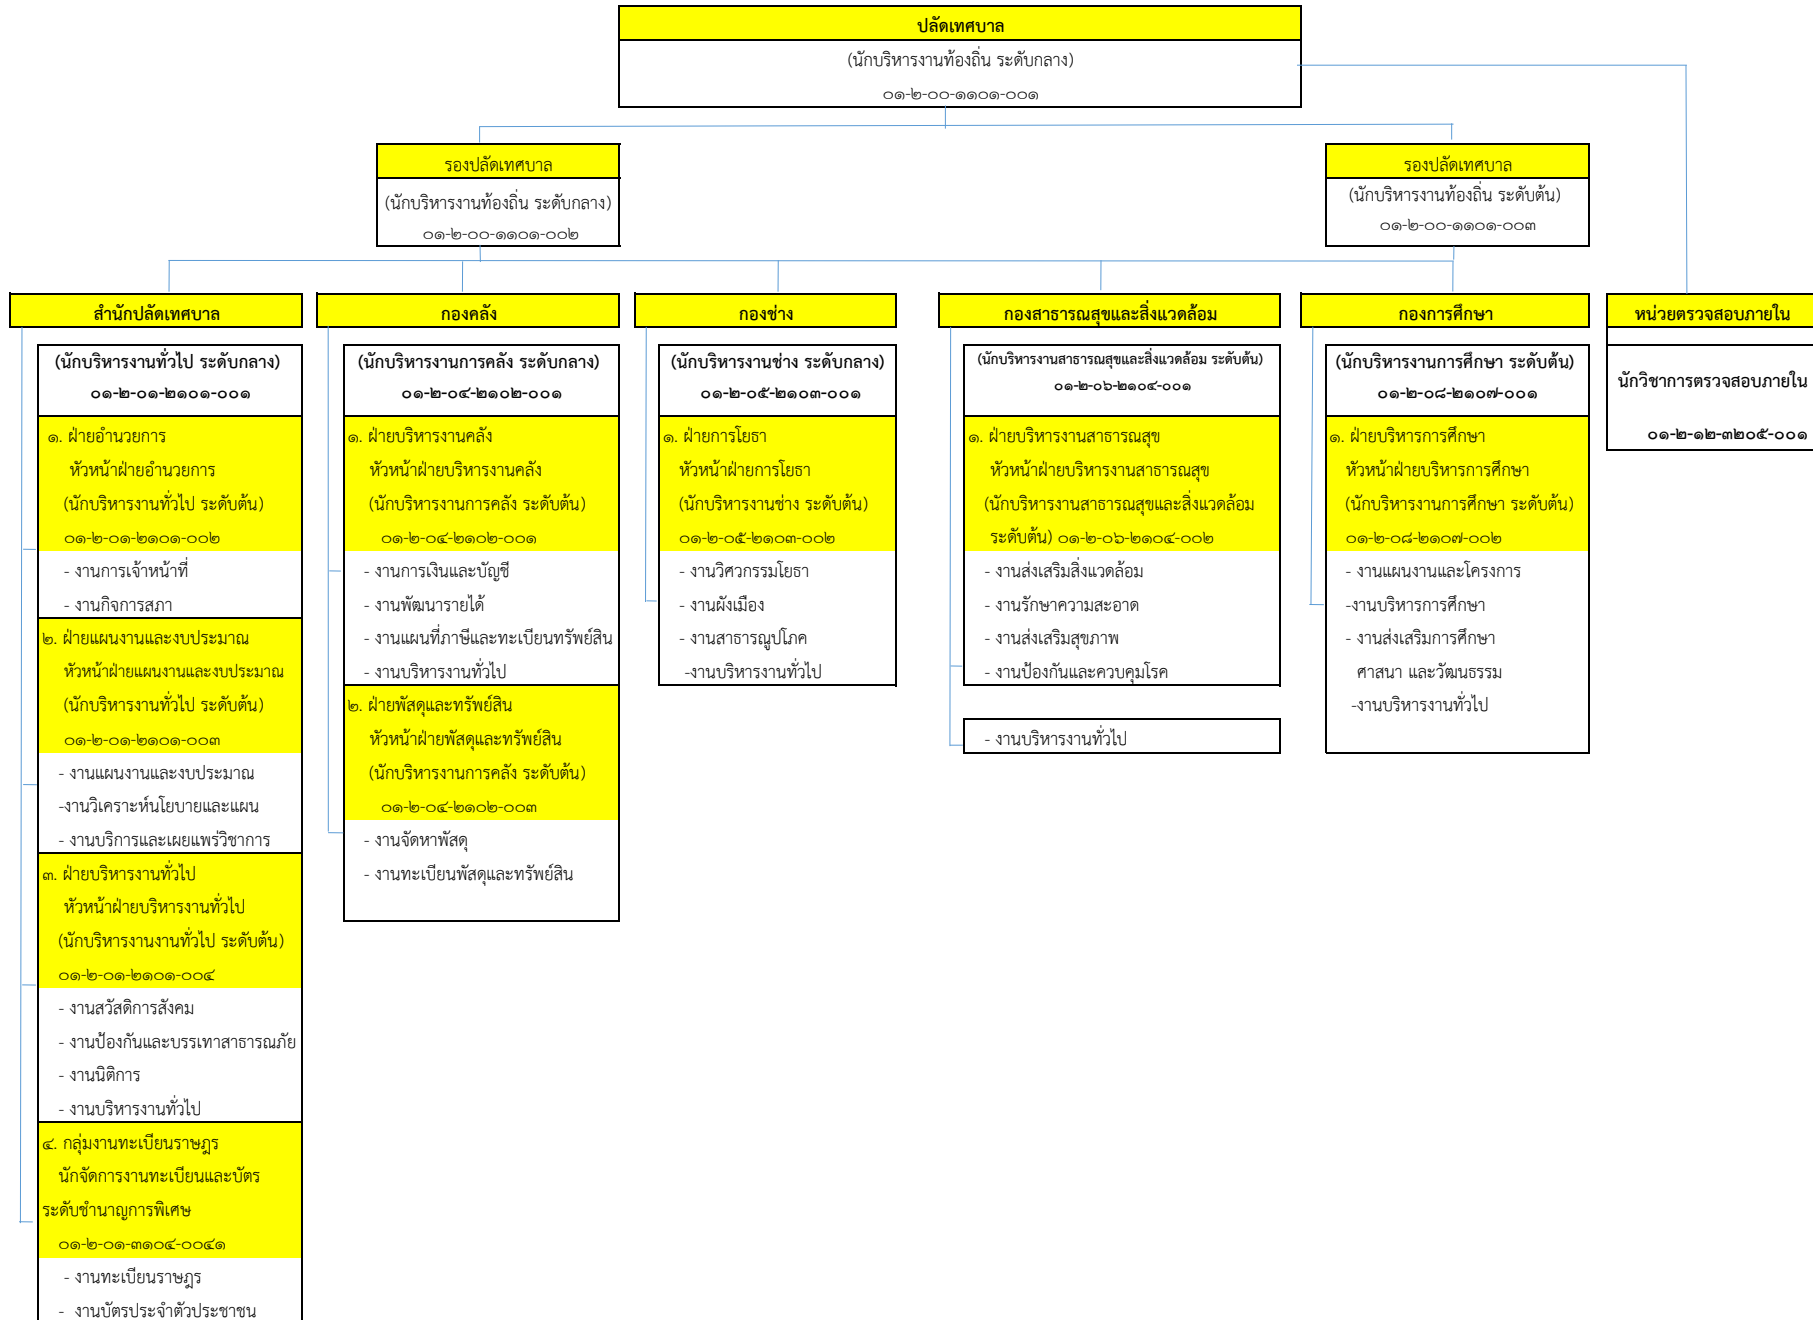 ปลัดเทศบาล
(นักบริหารงานท้องถิ่น ระดับกลาง)
๐๑-๒-๐๐-๑๑๐๑-๐๐๑
รองปลัดเทศบาล
(นักบริหารงานท้องถิ่น ระดับกลาง)
๐๑-๒-๐๐-๑๑๐๑-๐๐๒
รองปลัดเทศบาล
(นักบริหารงานท้องถิ่น ระดับต้น)
๐๑-๒-๐๐-๑๑๐๑-๐๐๓
สำนักปลัดเทศบาล
(นักบริหารงานทั่วไป ระดับกลาง)
๐๑-๒-๐๑-๒๑๐๑-๐๐๑
๑. ฝ่ายอำนวยการ
หัวหน้าฝ่ายอำนวยการ
(นักบริหารงานทั่วไป ระดับต้น)
๐๑-๒-๐๑-๒๑๐๑-๐๐๒
- งานการเจ้าหน้าที่
- งานกิจการสภา
๒. ฝ่ายแผนงานและงบประมาณ
หัวหน้าฝ่ายแผนงานและงบประมาณ
(นักบริหารงานทั่วไป ระดับต้น)
๐๑-๒-๐๑-๒๑๐๑-๐๐๓
- งานแผนงานและงบประมาณ
-งานวิเคราะห์นโยบายและแผน
- งานบริการและเผยแพร่วิชาการ
๓. ฝ่ายบริหารงานทั่วไป
หัวหน้าฝ่ายบริหารงานทั่วไป
(นักบริหารงานงานทั่วไป ระดับต้น)
๐๑-๒-๐๑-๒๑๐๑-๐๐๔
- งานสวัสดิการสังคม
- งานป้องกันและบรรเทาสาธารณภัย
- งานนิติการ
- งานบริหารงานทั่วไป
๔. กลุ่มงานทะเบียนราษฎร
นักจัดการงานทะเบียนและบัตร
ระดับชำนาญการพิเศษ
๐๑-๒-๐๑-๓๑๐๔-๐๐๔๑
- งานทะเบียนราษฎร
- งานบัตรประจำตัวประชาชน
กองคลัง
(นักบริหารงานการคลัง ระดับกลาง)
๐๑-๒-๐๔-๒๑๐๒-๐๐๑
๑. ฝ่ายบริหารงานคลัง
หัวหน้าฝ่ายบริหารงานคลัง
(นักบริหารงานการคลัง ระดับต้น)
๐๑-๒-๐๔-๒๑๐๒-๐๐๑
- งานการเงินและบัญชี
- งานพัฒนารายได้
- งานแผนที่ภาษีและทะเบียนทรัพย์สิน
- งานบริหารงานทั่วไป
๒. ฝ่ายพัสดุและทรัพย์สิน
หัวหน้าฝ่ายพัสดุและทรัพย์สิน
(นักบริหารงานการคลัง ระดับต้น)
๐๑-๒-๐๔-๒๑๐๒-๐๐๓
- งานจัดหาพัสดุ
- งานทะเบียนพัสดุและทรัพย์สิน
กองช่าง
(นักบริหารงานช่าง ระดับกลาง)
๐๑-๒-๐๕-๒๑๐๓-๐๐๑
๑. ฝ่ายการโยธา
หัวหน้าฝ่ายการโยธา
(นักบริหารงานช่าง ระดับต้น)
๐๑-๒-๐๕-๒๑๐๓-๐๐๒
- งานวิศวกรรมโยธา
- งานผังเมือง
- งานสาธารณูปโภค
-งานบริหารงานทั่วไป
กองสาธารณสุขและสิ่งแวดล้อม
(นักบริหารงานสาธารณสุขและสิ่งแวดล้อม ระดับต้น)
๐๑-๒-๐๖-๒๑๐๔-๐๐๑
๑. ฝ่ายบริหารงานสาธารณสุข
หัวหน้าฝ่ายบริหารงานสาธารณสุข
(นักบริหารงานสาธารณสุขและสิ่งแวดล้อม
ระดับต้น) ๐๑-๒-๐๖-๒๑๐๔-๐๐๒
- งานส่งเสริมสิ่งแวดล้อม
- งานรักษาความสะอาด
- งานส่งเสริมสุขภาพ
- งานป้องกันและควบคุมโรค
- งานบริหารงานทั่วไป
กองการศึกษา
(นักบริหารงานการศึกษา ระดับต้น)
๐๑-๒-๐๘-๒๑๐๗-๐๐๑
๑. ฝ่ายบริหารการศึกษา
หัวหน้าฝ่ายบริหารการศึกษา
(นักบริหารงานการศึกษา ระดับต้น)
๐๑-๒-๐๘-๒๑๐๗-๐๐๒
- งานแผนงานและโครงการ
-งานบริหารการศึกษา
- งานส่งเสริมการศึกษา
ศาสนา และวัฒนธรรม
-งานบริหารงานทั่วไป
หน่วยตรวจสอบภายใน
นักวิชาการตรวจสอบภายใน
๐๑-๒-๑๒-๓๒๐๕-๐๐๑